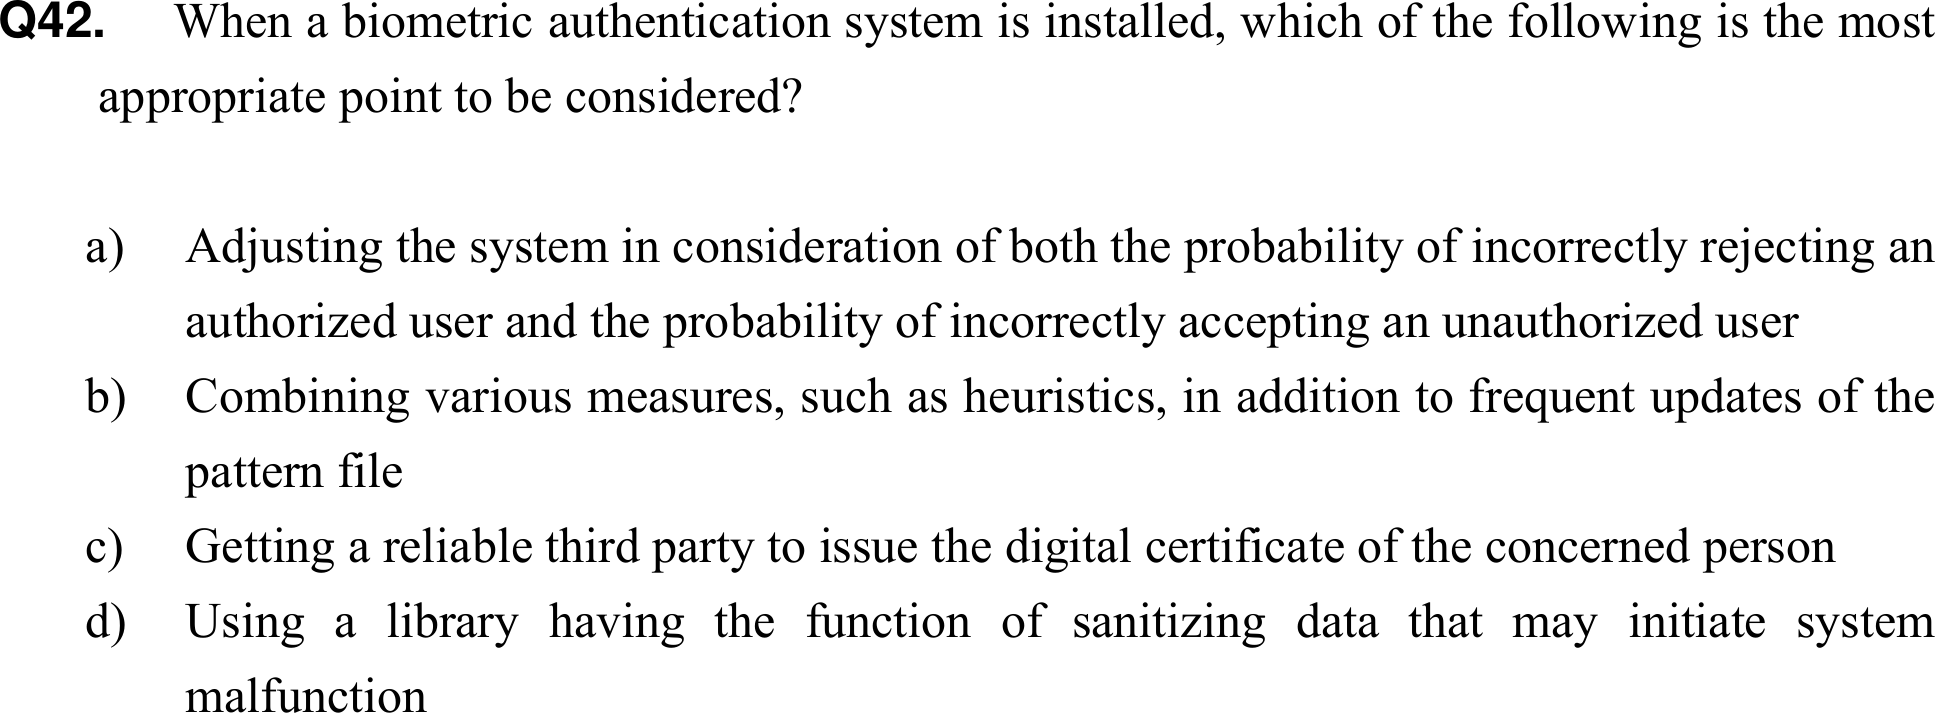 Q42. When a biometric authentication system is installed, which of the following is the most
appropriate point to be considered?
a) Adjusting the system in consideration of both the probability of incorrectly rejecting an
authorized user and the probability of incorrectly accepting an unauthorized user
b) Combining various measures, such as heuristics, in addition to frequent updates of the
pattern file
c) Getting a reliable third party to issue the digital certificate of the concerned person
d) Using a library having the function of sanitizing data that may initiate system
malfunction